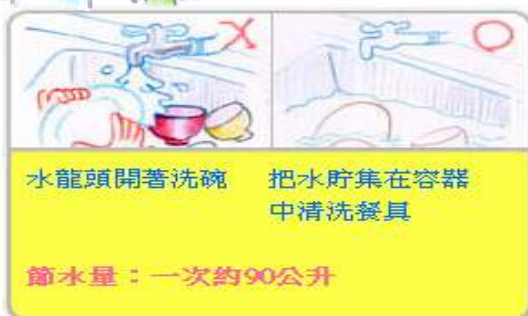 水龍頭開著洗碗
把水貯集在容器
中清洗餐具
節水量：一次約90公升